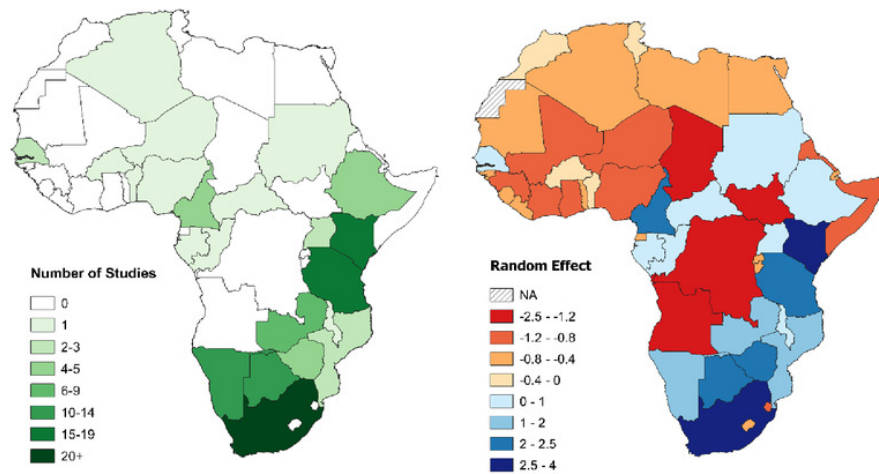 Number of Studies
0
1
2-3
4-5
6-9
10-14
15-19
20+
Random Effect
NA
-2.5 - -1.2
-1.2 - -0.8
-0.8 - -0.4
-0.4 - 0
0 - 1
1 - 2
2 - 2.5
2.5 - 4